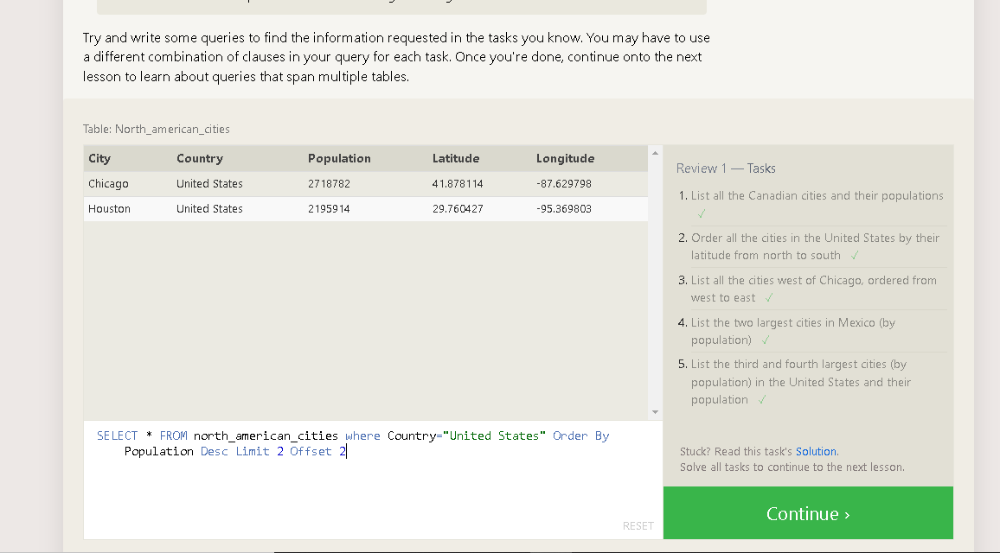 Try and write some queries to find the information requested in the tasks you know. You may have to use
a different combination of clauses in your query for each task. Once you're done, continue onto the next
lesson to learn about queries that span multiple tables.
Table: North_american_cities
City Country Population Latitude Longitude
Chicago United States 2718782 41.878114 -87.629798
Houston United States 2195914 29.760427 -95.369803
SELECT * FROM north_american_cities where Country="United States" Order By
Population Desc Limit 2 Offset 2
RESET
Review 1 — Tasks
1. List all the Canadian cities and their populations
✓
2. Order all the cities in the United States by their
latitude from north to south ✓
3. List all the cities west of Chicago, ordered from
west to east ✓
4. List the two largest cities in Mexico (by
population) ✓
5. List the third and fourth largest cities (by
population) in the United States and their
population ✓
Stuck? Read this task's Solution.
Solve all tasks to continue to the next lesson.
Continue ›